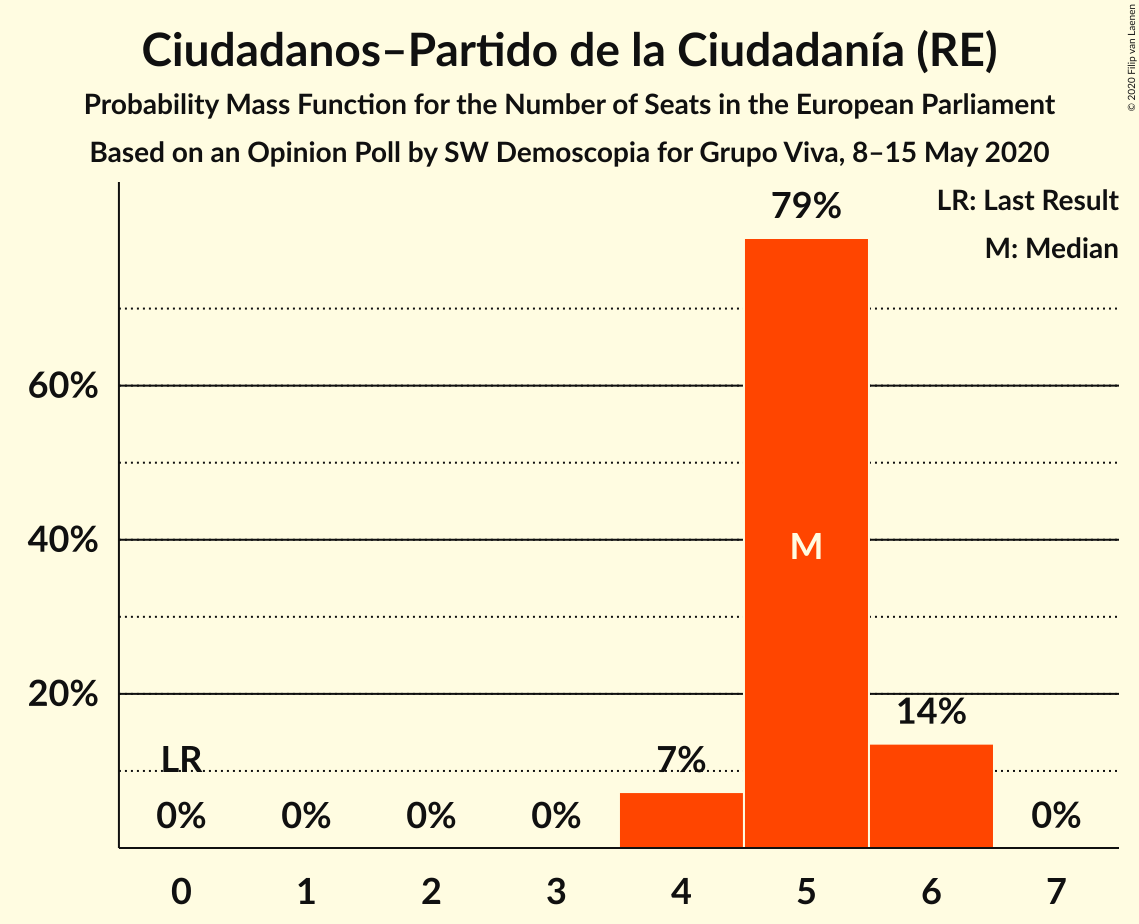 Ciudadanos–Partido de la Ciudadanía (RE)
Probability Mass Function for the Number of Seats in the European Parliament
Based on an Opinion Poll by SW Demoscopia for Grupo Viva, 8–15 May 2020
© 2020 Filip van Laenen
LR: Last Result
M: Median
79%
60%
40%
M
20%
14%
LR
7%
0%
0%
0%
0%
0%
0 1 2 3 4 5 6 7